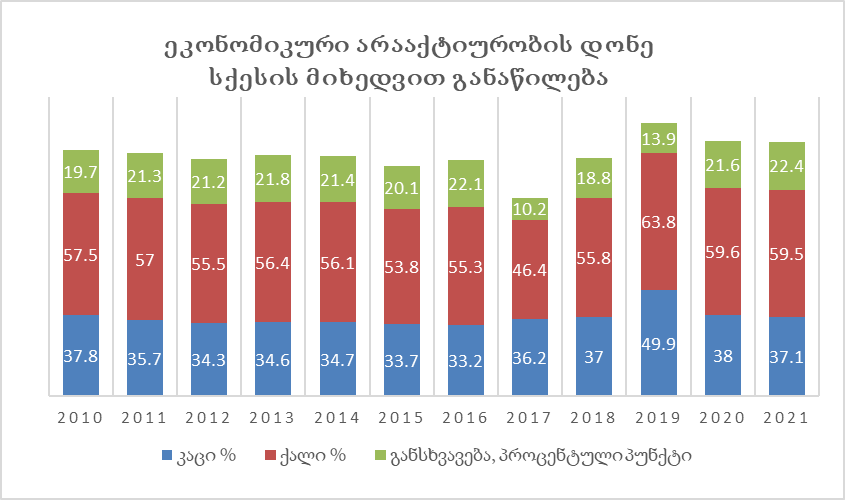 ეკონომიკური არააქტიურობის დონე
სქესის მიხედვით განაწილება
19.7 21.3 21.2 21.8 21.4 20.1 22.1 10.2 18.8 13.9 21.6 22.4
57.5 57 55.5 56.4 56.1 53.8 55.3 46.4 55.8 63.8 59.6 59.5
37.8 35.7 34.3 34.6 34.7 33.7 33.2 36.2 37 49.9 38 37.1
2010 2011 2012 2013 2014 2015 2016 2017 2018 2019 2020 2021
კაცი % ქალი % განსხვავება, პროცენტული პუნქტი